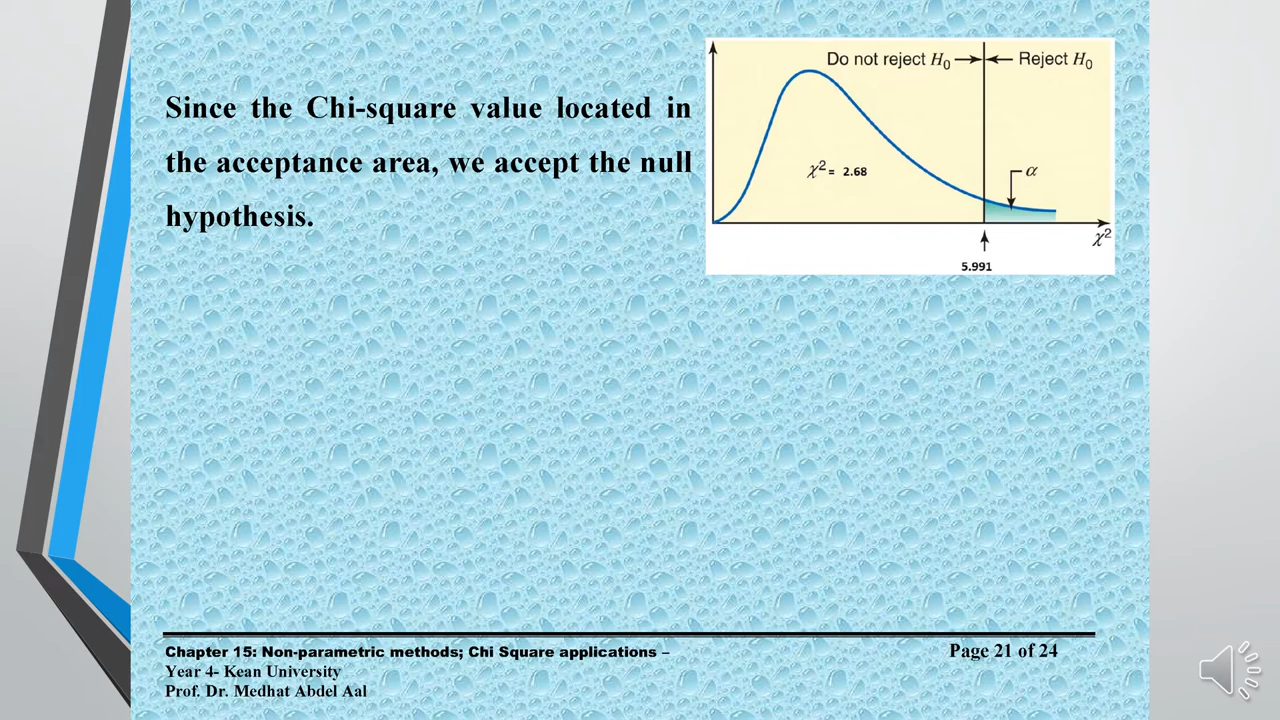 Since the Chi-square value located in
the acceptance area, we accept the null
hypothesis.
Do not reject H₀
Reject H₀
χ² = 2.68
α
χ²
5.991
Chapter 15: Non-parametric methods; Chi Square applications –
Year 4- Kean University
Prof. Dr. Medhat Abdel Aal
Page 21 of 24